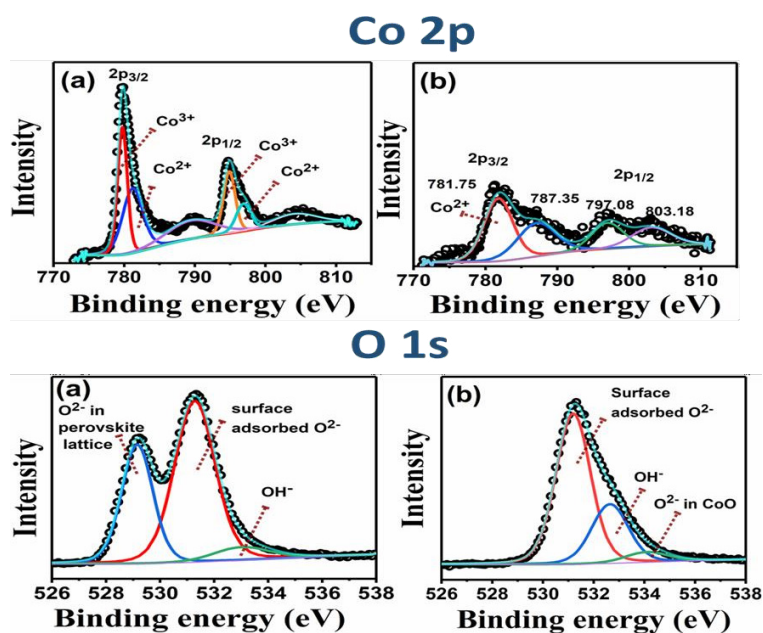 Co 2p
(a)
2p3/2
Co3+
2p1/2
Co3+
Co2+
Co2+
Intensity
770 780 790 800 810
Binding energy (eV)
(b)
2p3/2
2p1/2
781.75
787.35
797.08
803.18
Co2+
Intensity
770 780 790 800 810
Binding energy (eV)
O 1s
(a)
O2- in
perovskite
lattice
surface
adsorbed O2-
OH-
Intensity
526 528 530 532 534 536 538
Binding energy (eV)
(b)
Surface
adsorbed O2-
OH-
O2- in CoO
Intensity
526 528 530 532 534 536 538
Binding energy (eV)